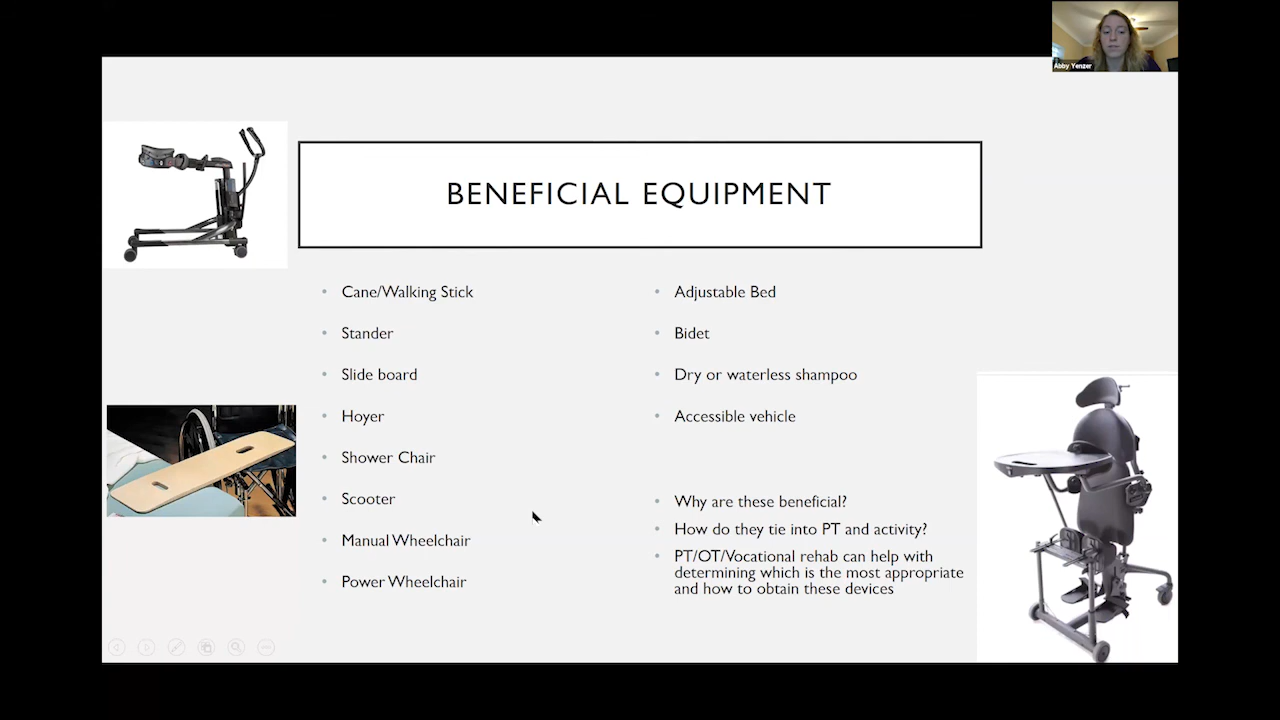 Abby Yenzer
BENEFICIAL EQUIPMENT
Cane/Walking Stick
Stander
Slide board
Hoyer
Shower Chair
Scooter
Manual Wheelchair
Power Wheelchair
Adjustable Bed
Bidet
Dry or waterless shampoo
Accessible vehicle
Why are these beneficial?
How do they tie into PT and activity?
PT/OT/Vocational rehab can help with
determining which is the most appropriate
and how to obtain these devices